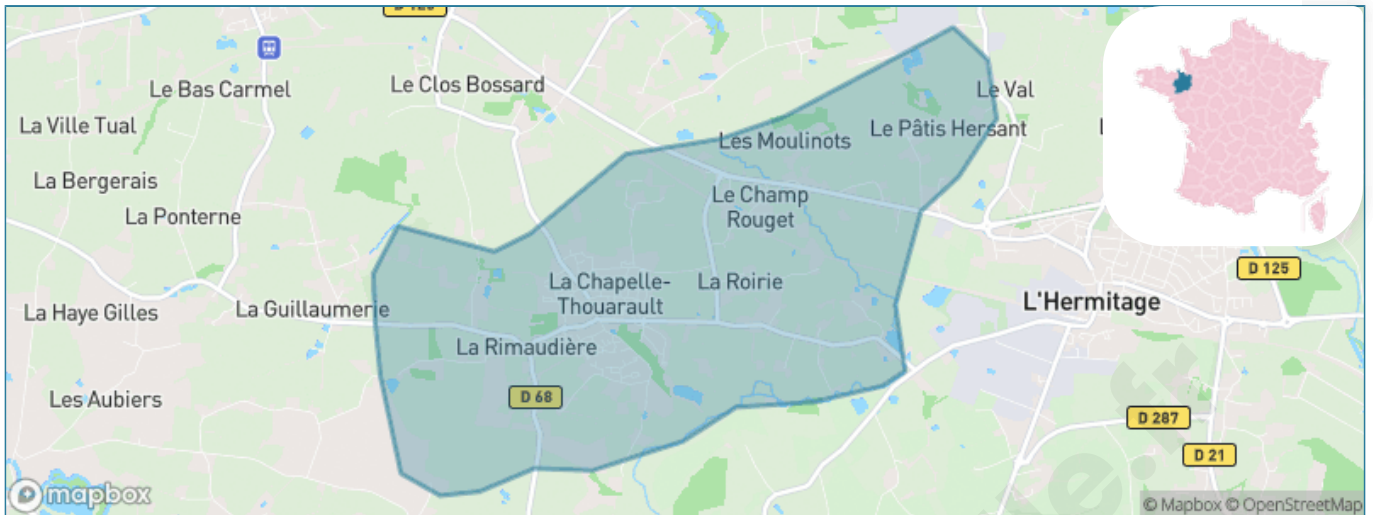 D 125
Le Bas Carmel
Le Clos Bossard
Le Val
La Ville Tual
Les Moulinots
Le Pâtis Hersant
La Bergerais
Le Champ
Rouget
La Ponterne
La Chapelle-
Thouarault
La Roirie
D 125
La Haye Gilles
La Guillaumerie
L'Hermitage
La Rimaudière
Les Aubiers
D 68
D 287
D 21
mapbox
© Mapbox © OpenStreetMap